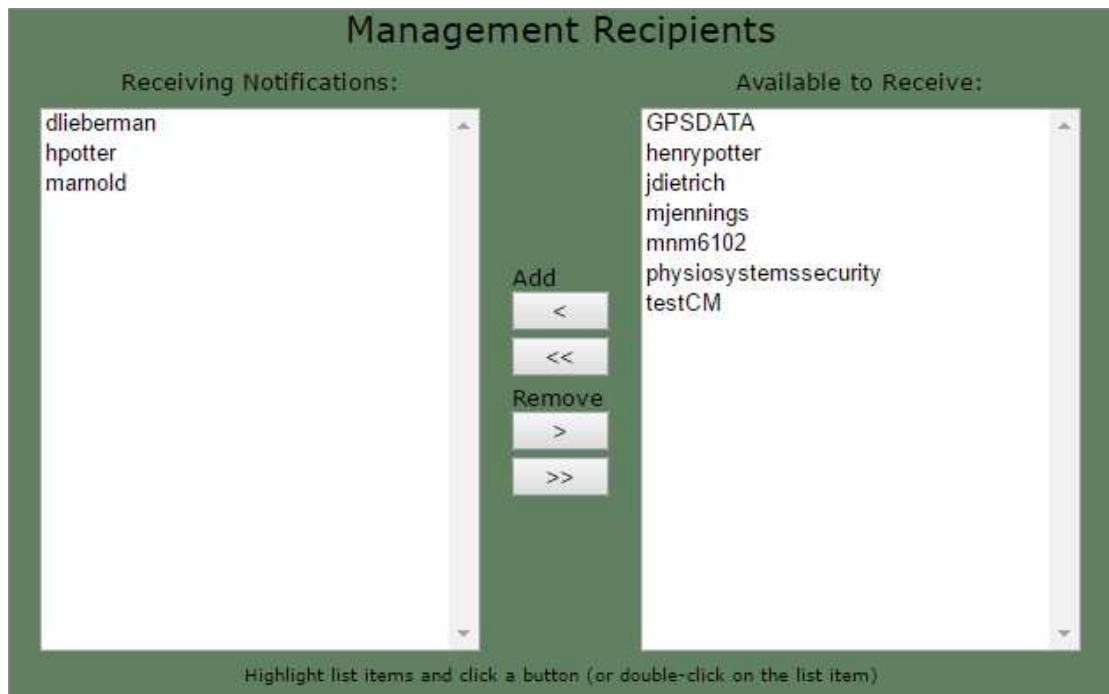 Management Recipients
Receiving Notifications:
dlieberman
hpotter
marnold
Add
<
<<
Remove
>
>>
Available to Receive:
GPSDATA
henrypotter
jdietrich
mjennings
mnm6102
physiosystemssecurity
testCM
Highlight list items and click a button (or double-click on the list item)